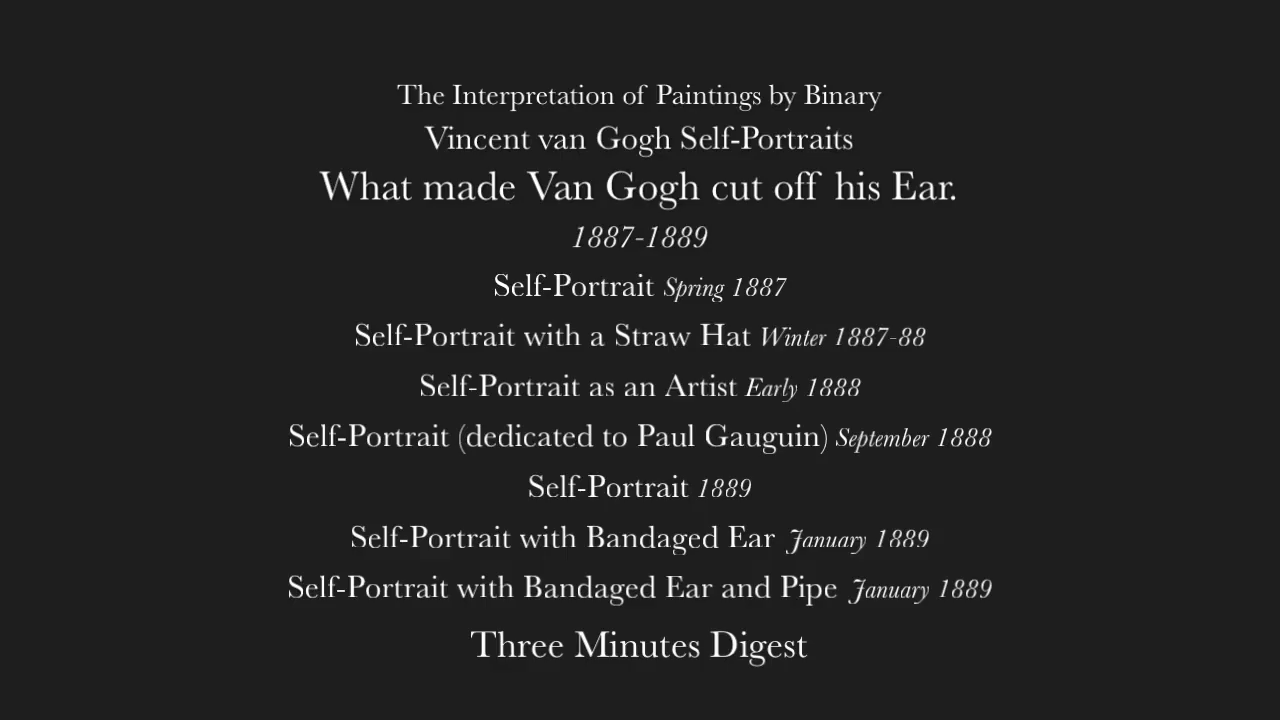 The Interpretation of Paintings by Binary
Vincent van Gogh Self-Portraits
What made Van Gogh cut off his Ear.
1887-1889
Self-Portrait Spring 1887
Self-Portrait with a Straw Hat Winter 1887-88
Self-Portrait as an Artist Early 1888
Self-Portrait (dedicated to Paul Gauguin) September 1888
Self-Portrait 1889
Self-Portrait with Bandaged Ear January 1889
Self-Portrait with Bandaged Ear and Pipe January 1889
Three Minutes Digest